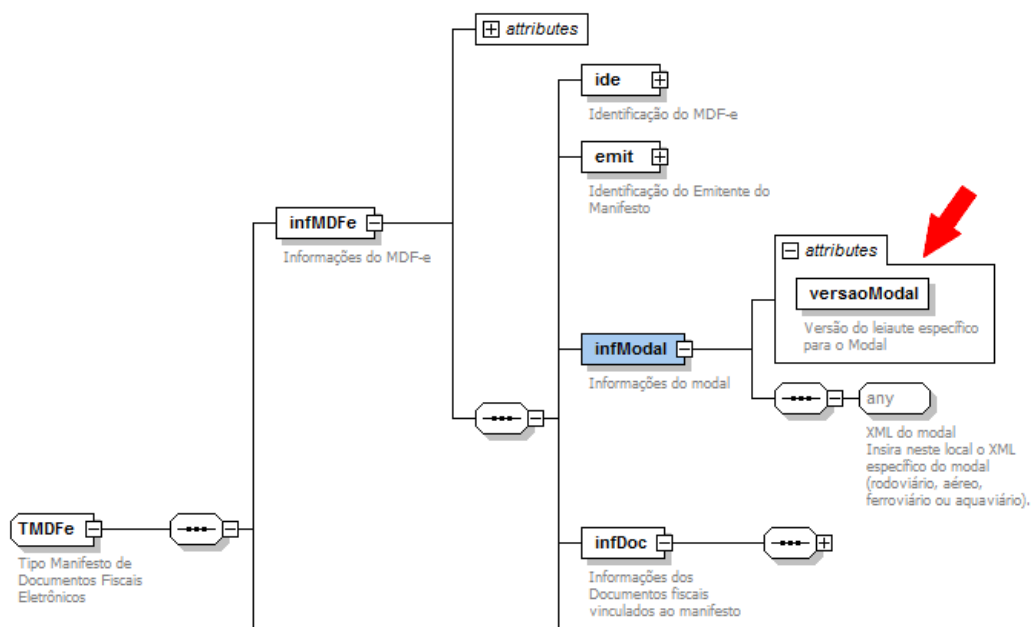 attributes
ide
Identificação do MDF-e
emit
Identificação do Emitente do
Manifesto
infMDFe
Informações do MDF-e
attributes
versaoModal
Versão do leiaute específico
para o Modal
infModal
Informações do modal
any
XML do modal
Insira neste local o XML
específico do modal
(rodoviário, aéreo,
ferroviário ou aquaviário).
TMDFe
Tipo Manifesto de
Documentos Fiscais
Eletrônicos
infDoc
Informações dos
Documentos fiscais
vinculados ao manifesto